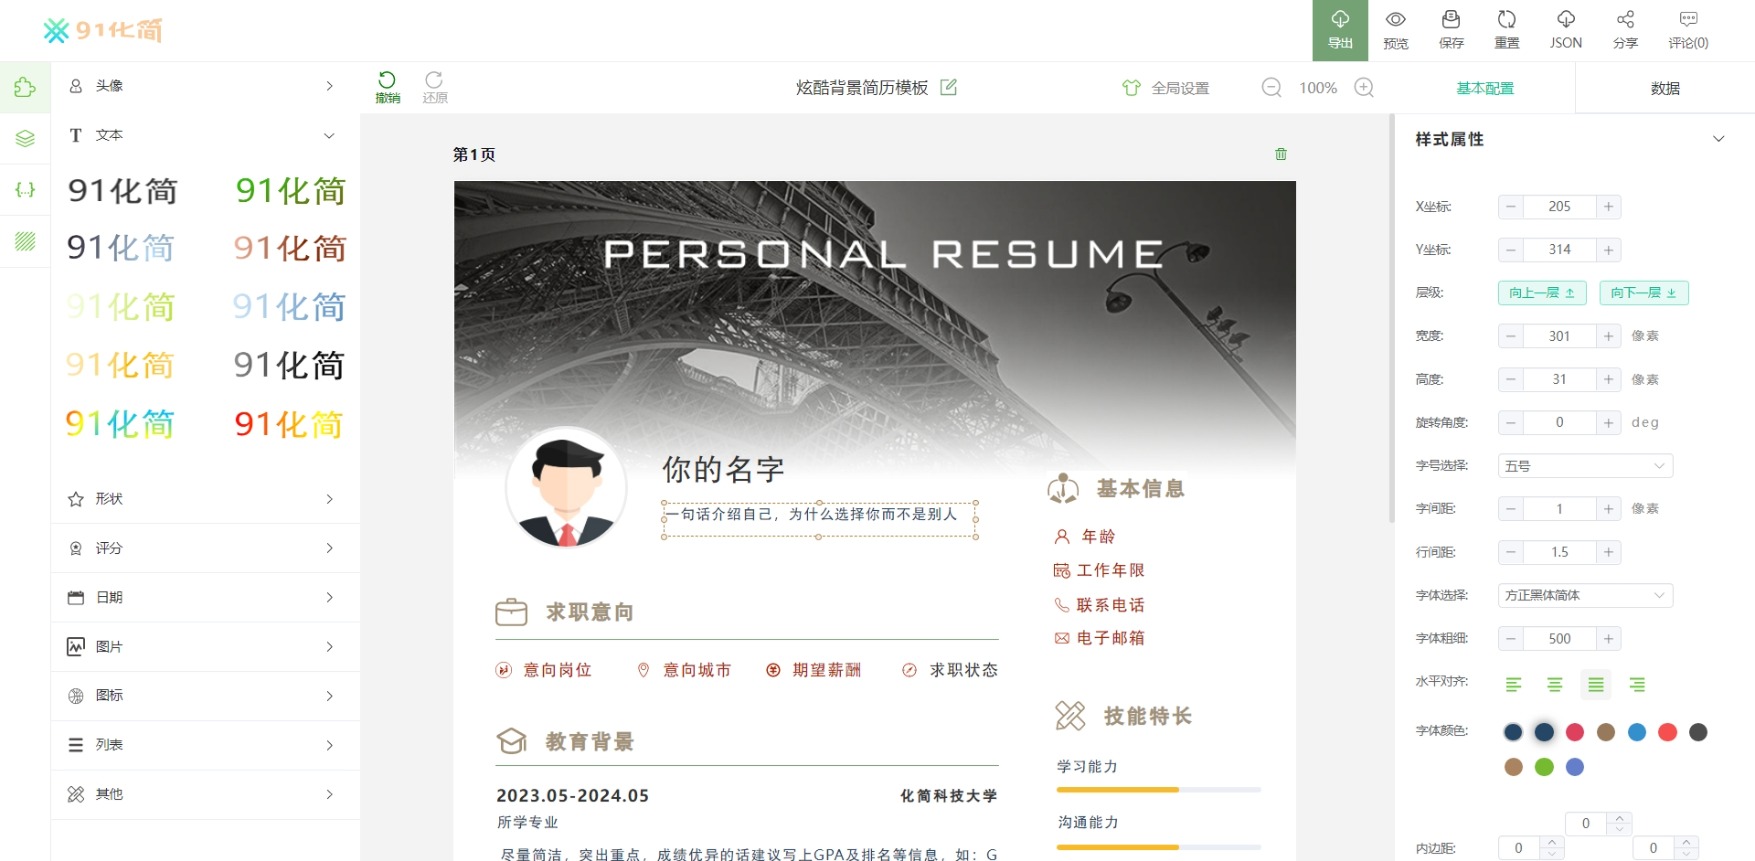 91化简
导出
预览
保存
重置
JSON
分享
评论(0)
头像
撤销
还原
炫酷背景简历模板
全局设置
100%
基本配置
数据
T 文本
91化简 91化简
91化简 91化简
91化简 91化简
91化简 91化简
91化简 91化简
形状
评分
日期
图片
图标
列表
其他
第1页
PERSONAL RESUME
你的名字
一句话介绍自己，为什么选择你而不是别人
求职意向
意向岗位 意向城市 期望薪酬 求职状态
教育背景
2023.05-2024.05 化简科技大学
所学专业
尽量简洁，突出重点，成绩优异的话建议写上GPA及排名等信息，如：G
基本信息
年龄
工作年限
联系电话
电子邮箱
技能特长
学习能力
沟通能力
样式属性
X坐标: 205
Y坐标: 314
层级: 向上一层 向下一层
宽度: 301 像素
高度: 31 像素
旋转角度: 0 deg
字号选择: 五号
字间距: 1 像素
行间距: 1.5
字体选择: 方正黑体简体
字体粗细: 500
水平对齐:
字体颜色:
0
内边距: 0 0